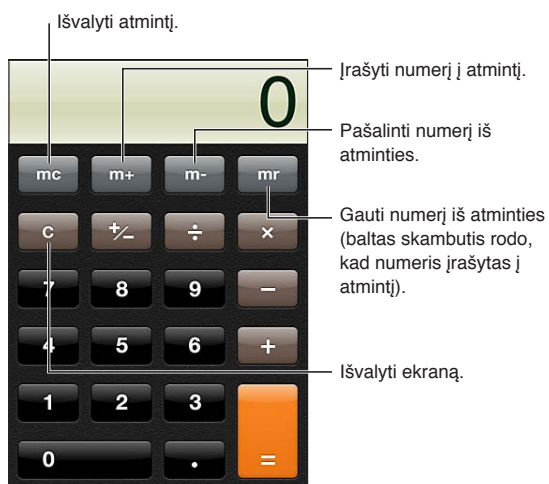 Išvalyti atmintį.
Įrašyti numerį į atmintį.
0
Pašalinti numerį iš
atminties.
mc m+ m- mr
Gauti numerį iš atminties
(baltas skambutis rodo,
kad numeris įrašytas į
atmintį).
C +/− ÷ ×
7 8 9 −
4 5 6 +
Išvalyti ekraną.
1 2 3
0 . =